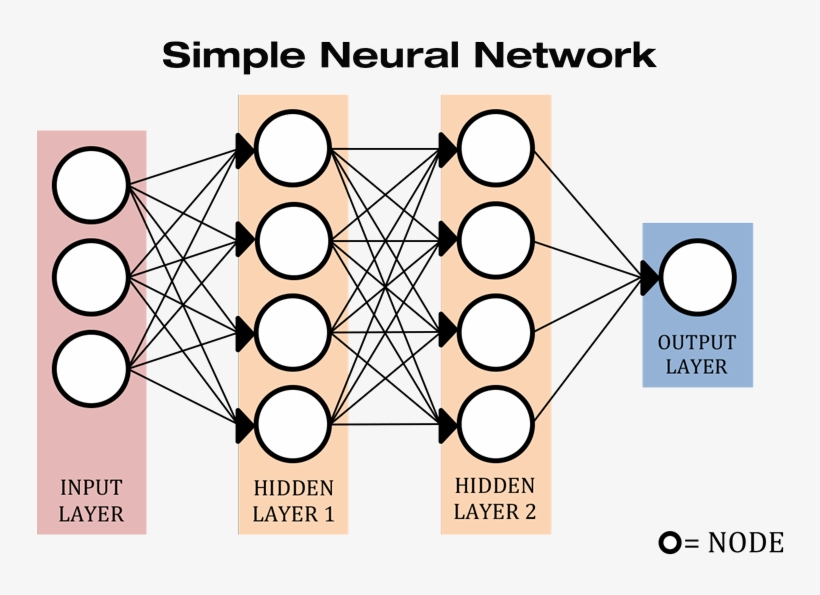 Simple Neural Network
INPUT
LAYER
HIDDEN
LAYER 1
HIDDEN
LAYER 2
OUTPUT
LAYER
= NODE